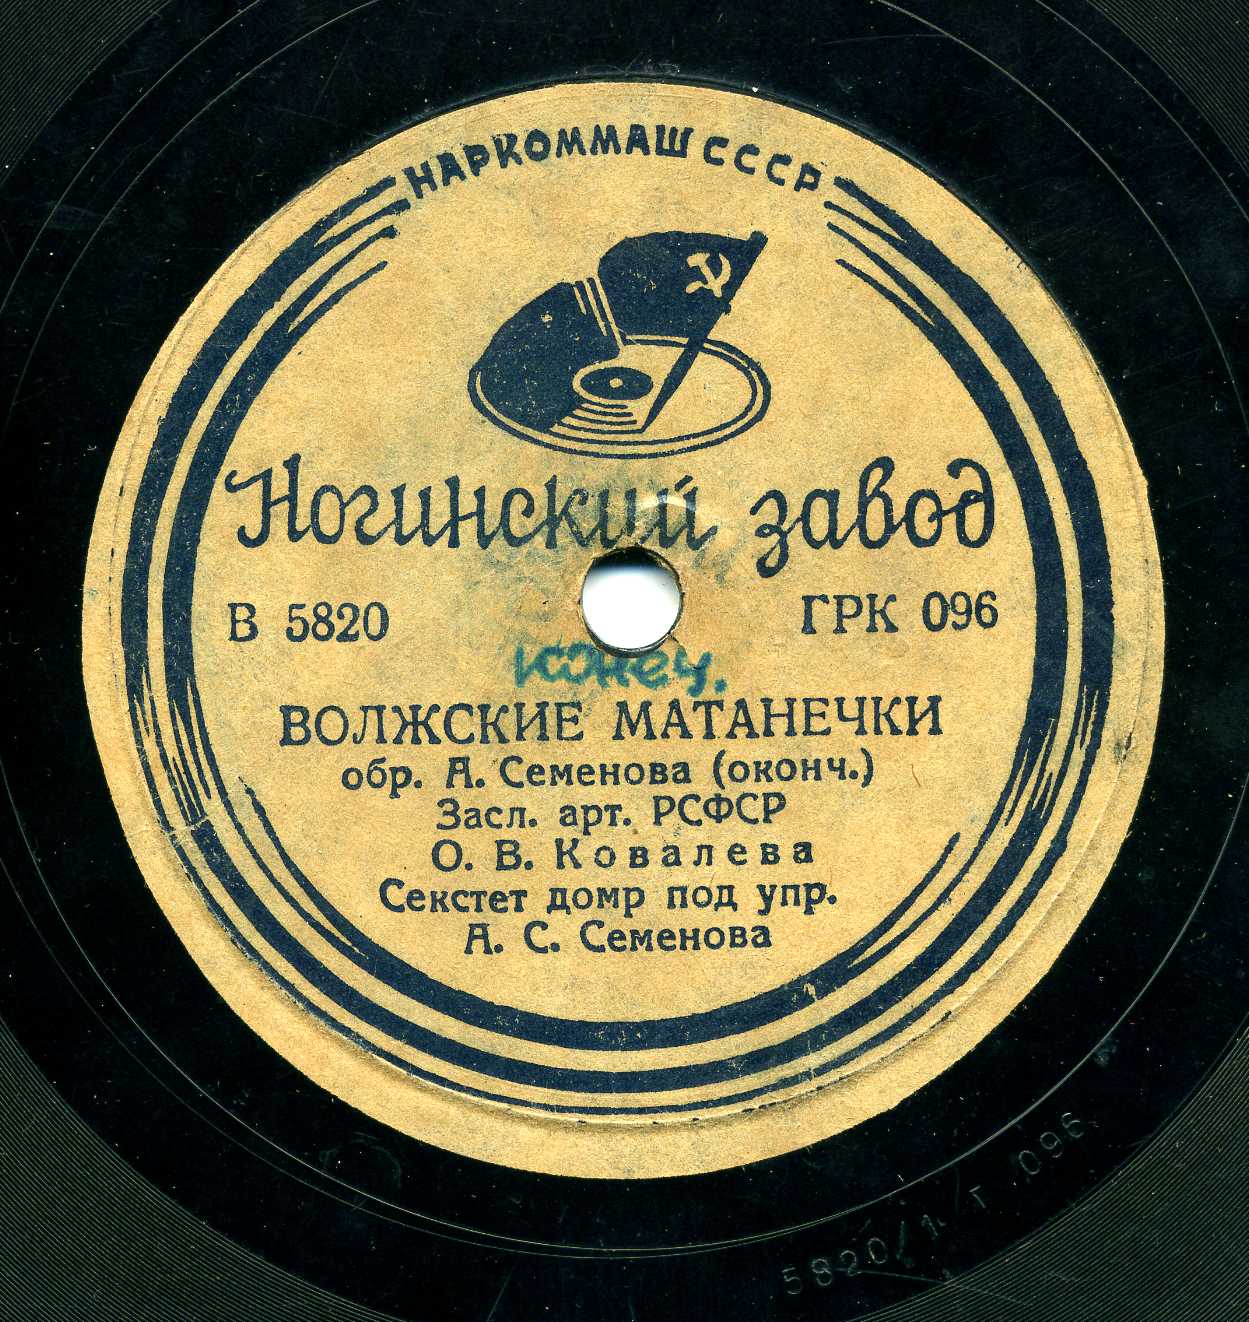 НАРКОММАШ СССР
Ногинский завод
В 5820
ГРК 096
конец.
ВОЛЖСКИЕ МАТАНЕЧКИ
обр. А. Семенова (оконч.)
Засл. арт. РСФСР
О. В. Ковалева
Секстет домр под упр.
А. С. Семенова
5820/1 Т 096